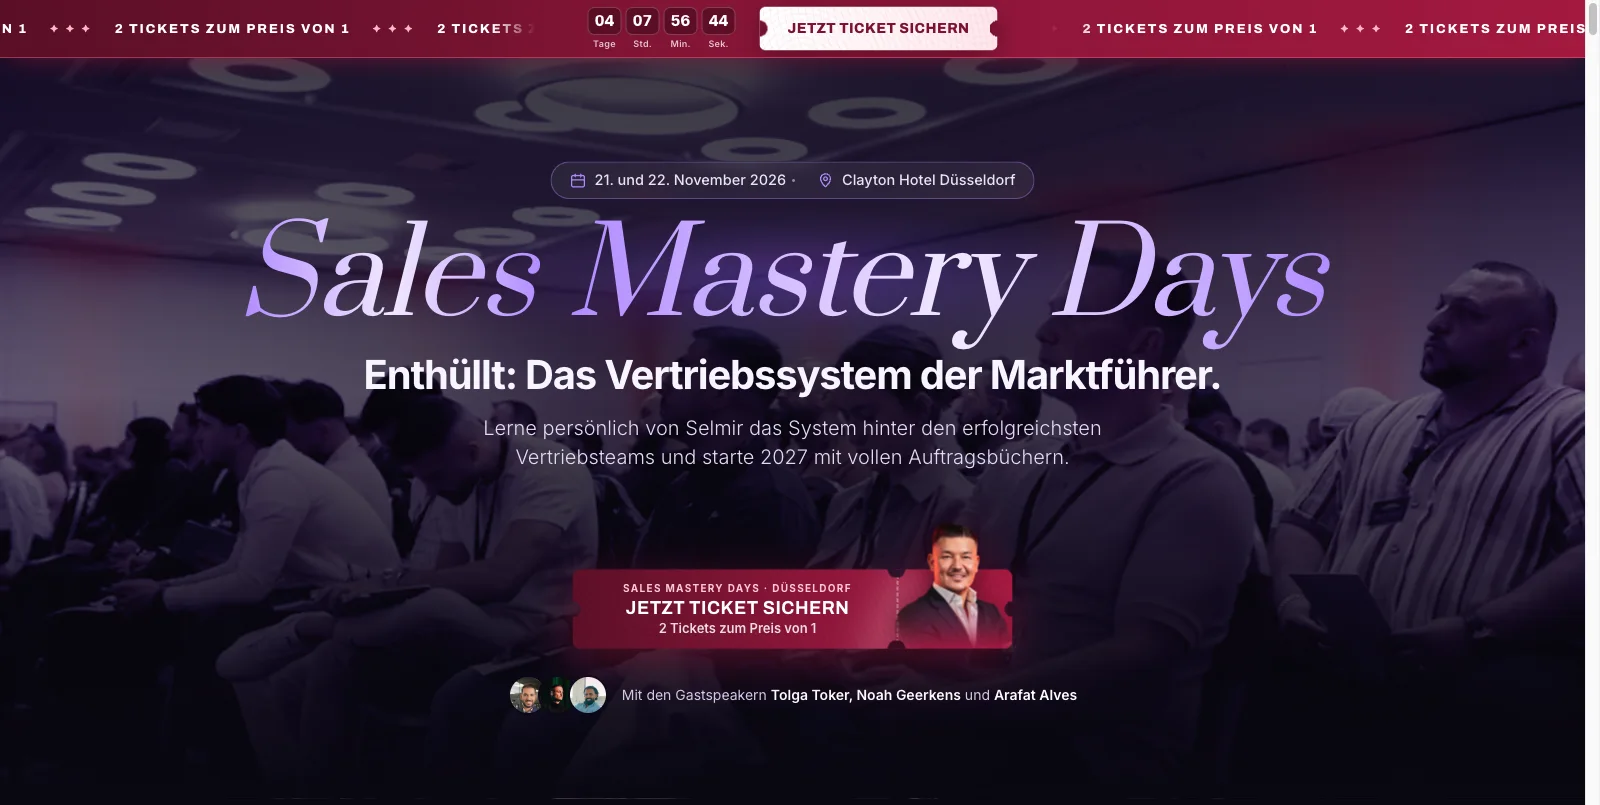 N 1 ✦ ✦ ✦ 2 TICKETS ZUM PREIS VON 1 ✦ ✦ ✦ 2 TICKETS
04 07 56 44
Tage Std. Min. Sek.
JETZT TICKET SICHERN
2 TICKETS ZUM PREIS VON 1 ✦ ✦ ✦ 2 TICKETS ZUM PREIS
21. und 22. November 2026 · Clayton Hotel Düsseldorf
Sales Mastery Days
Enthüllt: Das Vertriebssystem der Marktführer.
Lerne persönlich von Selmir das System hinter den erfolgreichsten
Vertriebsteams und starte 2027 mit vollen Auftragsbüchern.
SALES MASTERY DAYS · DÜSSELDORF
JETZT TICKET SICHERN
2 Tickets zum Preis von 1
Mit den Gastspeakern Tolga Toker, Noah Geerkens und Arafat Alves